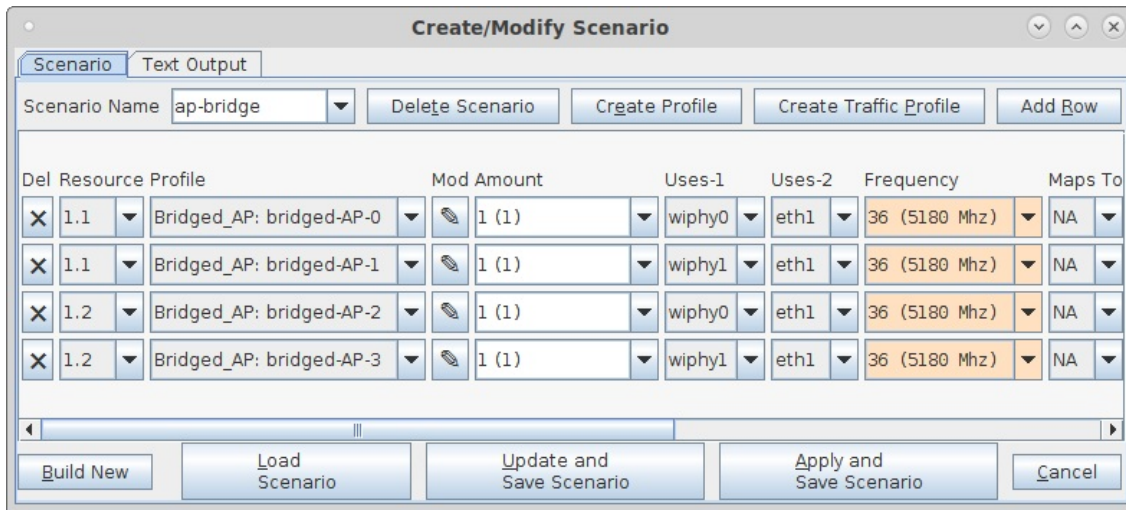 Create/Modify Scenario
Scenario Text Output
Scenario Name ap-bridge Delete Scenario Create Profile Create Traffic Profile Add Row
Del Resource Profile Mod Amount Uses-1 Uses-2 Frequency Maps To
1.1 Bridged_AP: bridged-AP-0 1 (1) wiphy0 eth1 36 (5180 Mhz) NA
1.1 Bridged_AP: bridged-AP-1 1 (1) wiphy1 eth1 36 (5180 Mhz) NA
1.2 Bridged_AP: bridged-AP-2 1 (1) wiphy0 eth1 36 (5180 Mhz) NA
1.2 Bridged_AP: bridged-AP-3 1 (1) wiphy1 eth1 36 (5180 Mhz) NA
Build New Load Scenario Update and Save Scenario Apply and Save Scenario Cancel